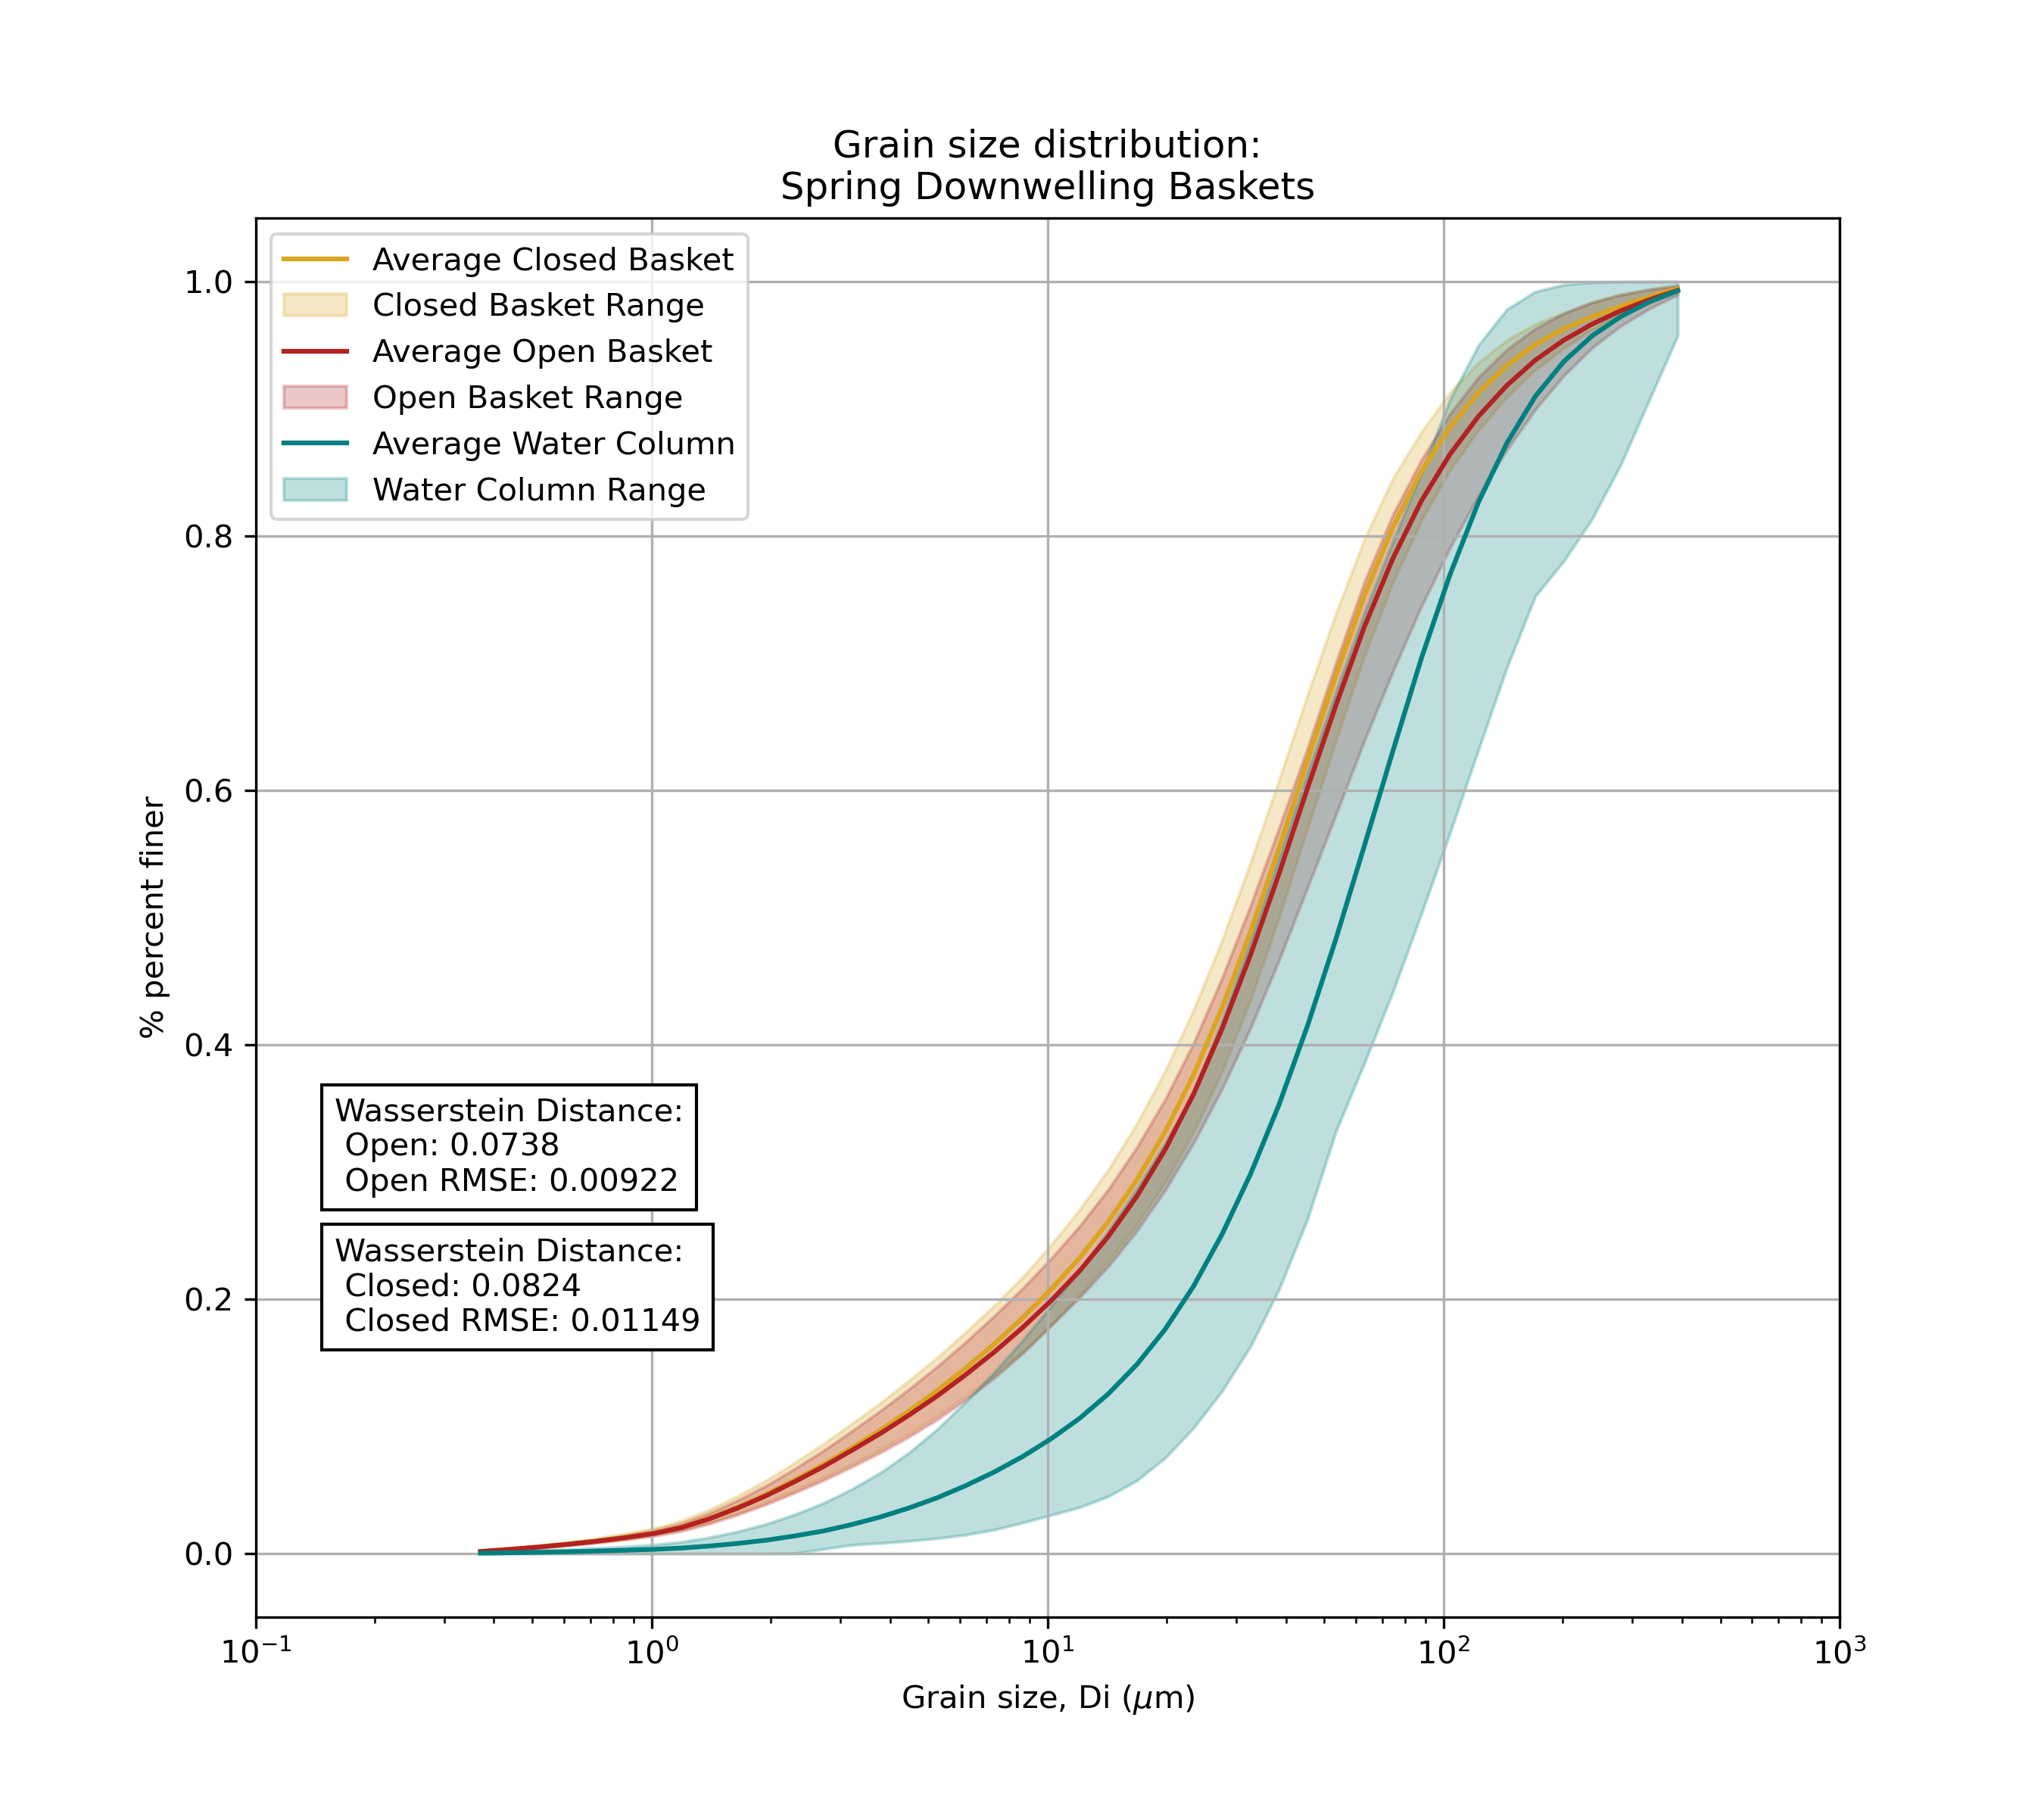 Grain size distribution:
Spring Downwelling Baskets
Average Closed Basket
Closed Basket Range
Average Open Basket
Open Basket Range
Average Water Column
Water Column Range
1.0
0.8
0.6
0.4
0.2
0.0
% percent finer
Wasserstein Distance:
Open: 0.0738
Open RMSE: 0.00922
Wasserstein Distance:
Closed: 0.0824
Closed RMSE: 0.01149
10⁻¹ 10⁰ 10¹ 10² 10³
Grain size, Di (μm)